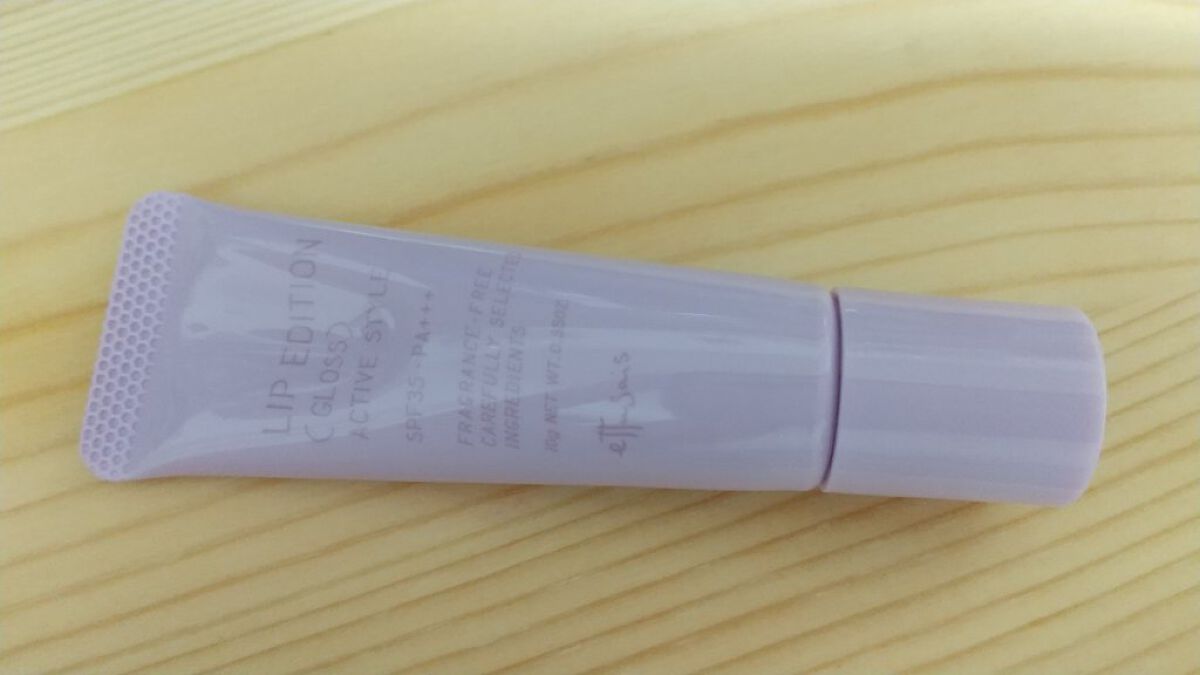 LIP EDITION
(GLOSS)
ACTIVE STYLE
SPF35・PA+++
FRAGRANCE-FREE
CAREFULLY SELECTED
INGREDIENTS
10g NET WT. 0.35OZ
ettusais